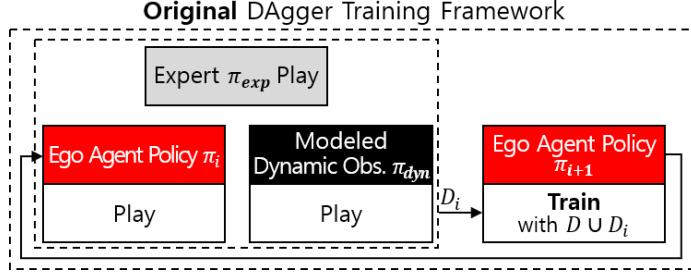 Original DAgger Training Framework
Expert π_exp Play
Ego Agent Policy π_i
Play
Modeled
Dynamic Obs. π_dyn
Play
D_i
Ego Agent Policy
π_{i+1}
Train
with D ∪ D_i